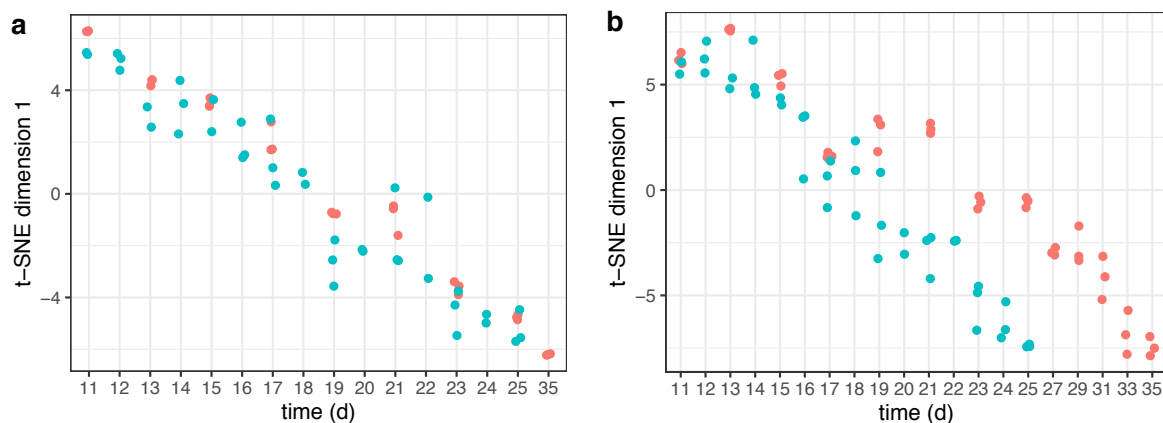 a
t−SNE dimension 1
4
0
−4
11 12 13 14 15 16 17 18 19 20 21 22 23 24 25 35
time (d)
b
t−SNE dimension 1
5
0
−5
11 12 13 14 15 16 17 18 19 20 21 22 23 24 25 27 29 31 33 35
time (d)